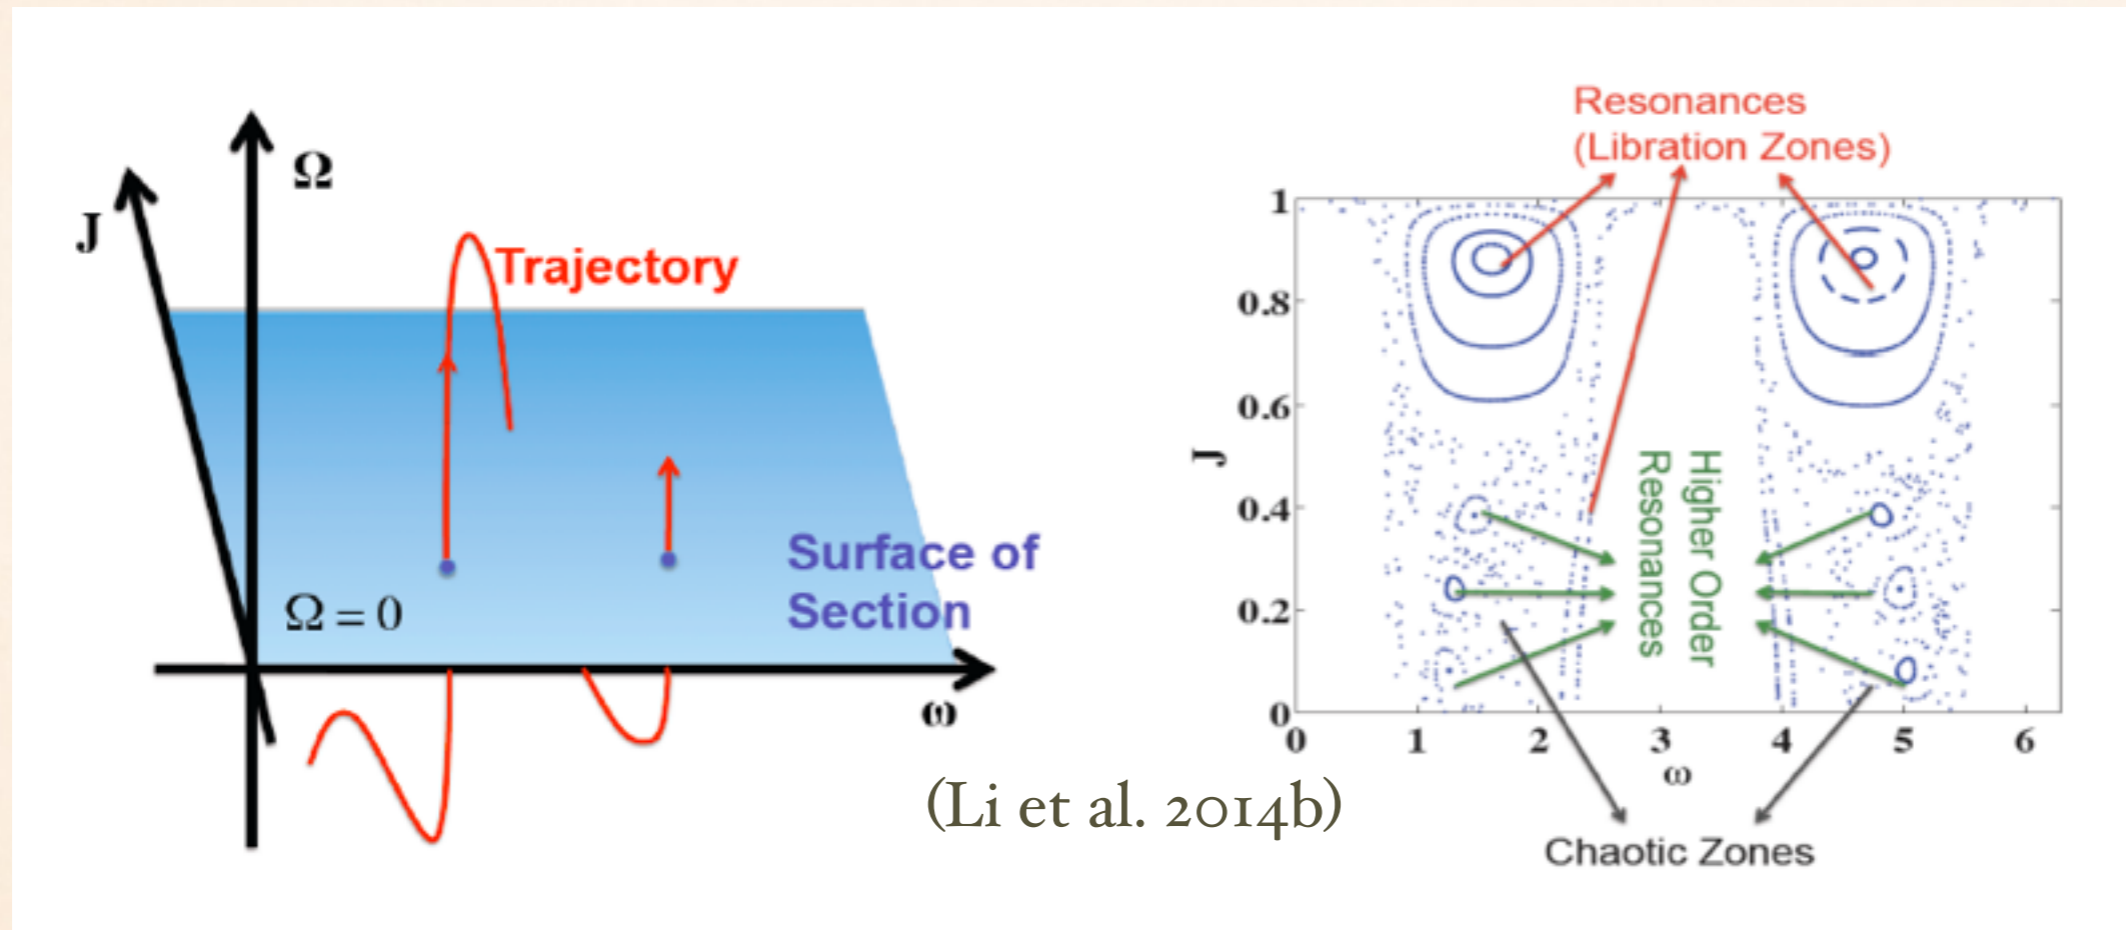 Ω
J
Trajectory
Surface of
Section
Ω = 0
ω
(Li et al. 2014b)
Resonances
(Libration Zones)
1
0.8
0.6
0.4
0.2
0
J
Higher Order
Resonances
0 1 2 3 4 5 6
ω
Chaotic Zones